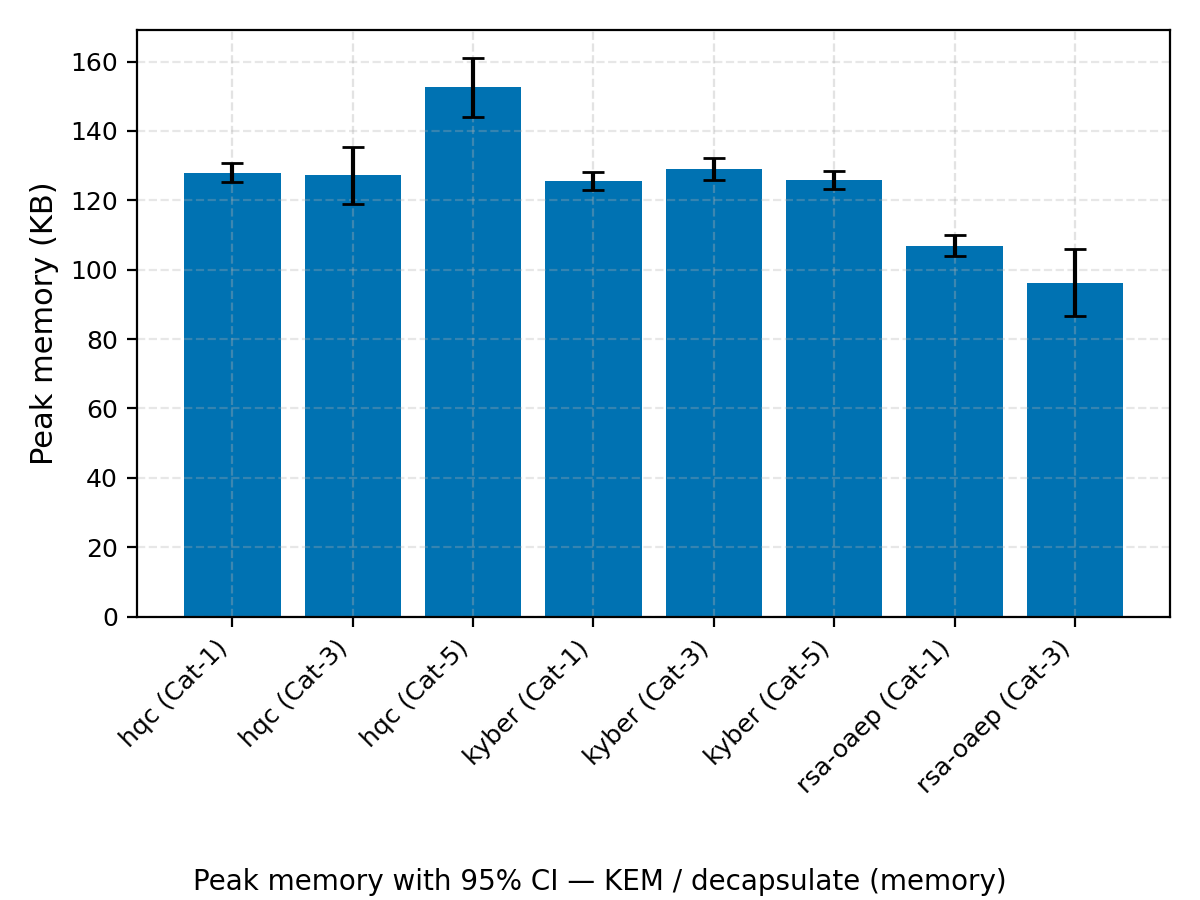 160
140
120
100
80
60
40
20
0
Peak memory (KB)
hqc (Cat-1)
hqc (Cat-3)
hqc (Cat-5)
kyber (Cat-1)
kyber (Cat-3)
kyber (Cat-5)
rsa-oaep (Cat-1)
rsa-oaep (Cat-3)
Peak memory with 95% CI — KEM / decapsulate (memory)